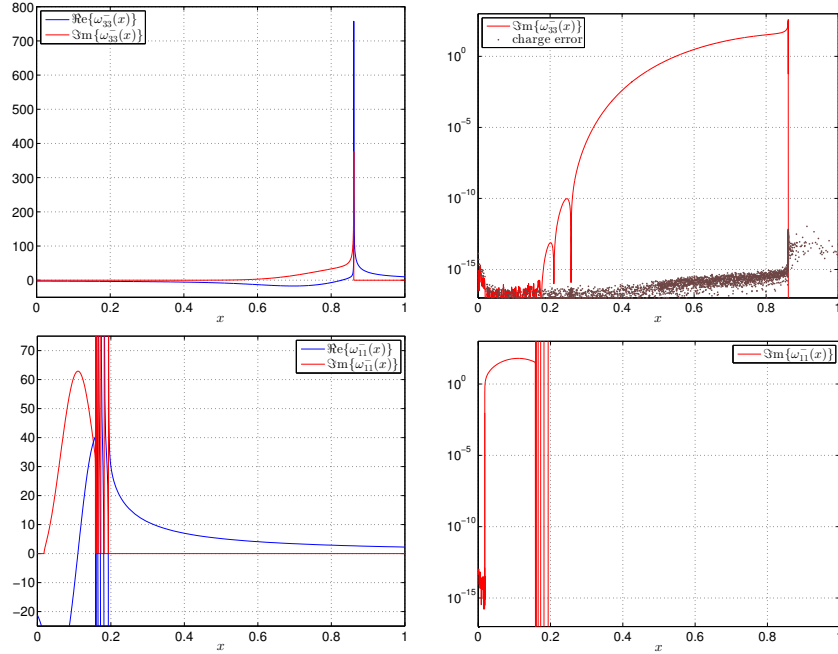 800
700
600
500
400
300
200
100
0
0 0.2 0.4 0.6 0.8 1
x
ℜe{ω₃₃⁻(x)}
ℑm{ω₃₃⁻(x)}
10⁰
10⁻⁵
10⁻¹⁰
10⁻¹⁵
0 0.2 0.4 0.6 0.8 1
x
ℑm{ω₃₃⁻(x)}
charge error
70
60
50
40
30
20
10
0
−10
−20
0 0.2 0.4 0.6 0.8 1
x
ℜe{ω₁₁⁻(x)}
ℑm{ω₁₁⁻(x)}
10⁰
10⁻⁵
10⁻¹⁰
10⁻¹⁵
0 0.2 0.4 0.6 0.8 1
x
ℑm{ω₁₁⁻(x)}